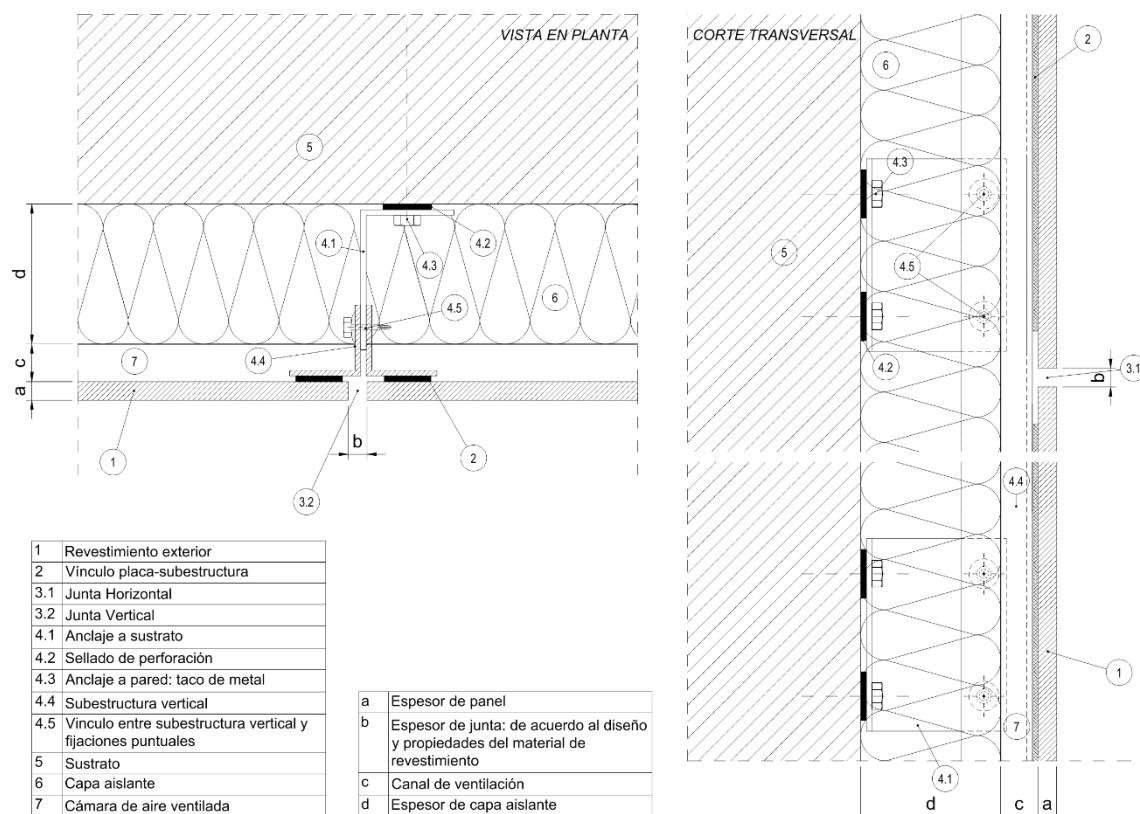 VISTA EN PLANTA
5
4.1
4.2
4.3
4.5
6
7
4.4
d
c
a
b
1
2
3.2
CORTE TRANSVERSAL
6
2
4.3
5
4.5
4.2
b
3.1
4.4
1
7
4.1
d
c
a
1 Revestimiento exterior
2 Vínculo placa-subestructura
3.1 Junta Horizontal
3.2 Junta Vertical
4.1 Anclaje a sustrato
4.2 Sellado de perforación
4.3 Anclaje a pared: taco de metal
4.4 Subestructura vertical
4.5 Vinculo entre subestructura vertical y
fijaciones puntuales
5 Sustrato
6 Capa aislante
7 Cámara de aire ventilada
a Espesor de panel
b Espesor de junta: de acuerdo al diseño
y propiedades del material de
revestimiento
c Canal de ventilación
d Espesor de capa aislante